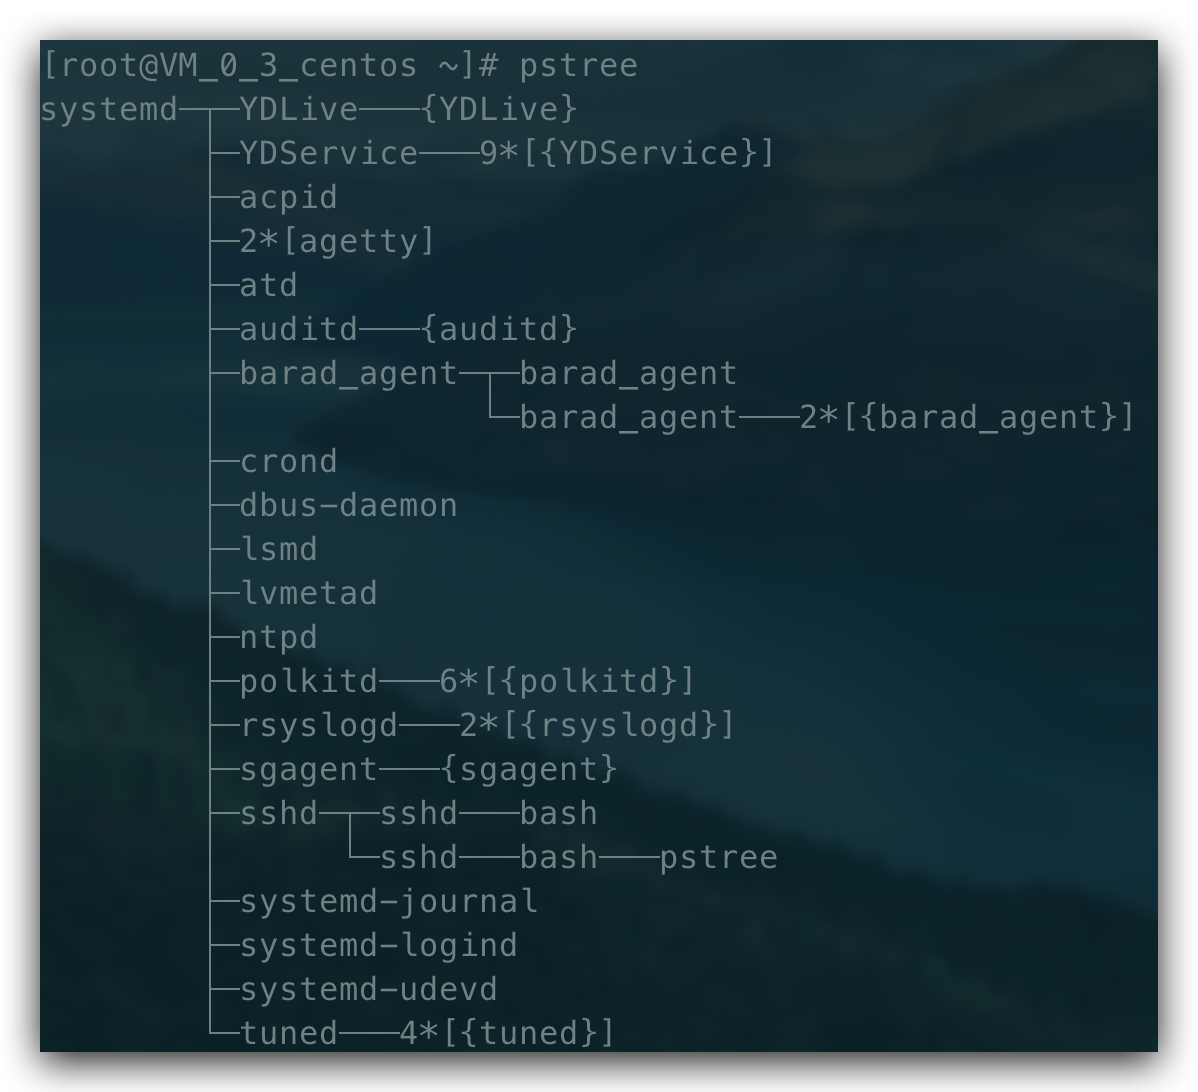 [root@VM_0_3_centos ~]# pstree
systemd─┬─YDLive───{YDLive}
        ├─YDService───9*[{YDService}]
        ├─acpid
        ├─2*[agetty]
        ├─atd
        ├─auditd───{auditd}
        ├─barad_agent─┬─barad_agent
        │             └─barad_agent───2*[{barad_agent}]
        ├─crond
        ├─dbus-daemon
        ├─lsmd
        ├─lvmetad
        ├─ntpd
        ├─polkitd───6*[{polkitd}]
        ├─rsyslogd───2*[{rsyslogd}]
        ├─sgagent───{sgagent}
        ├─sshd─┬─sshd───bash
        │      └─sshd───bash───pstree
        ├─systemd-journal
        ├─systemd-logind
        ├─systemd-udevd
        └─tuned───4*[{tuned}]